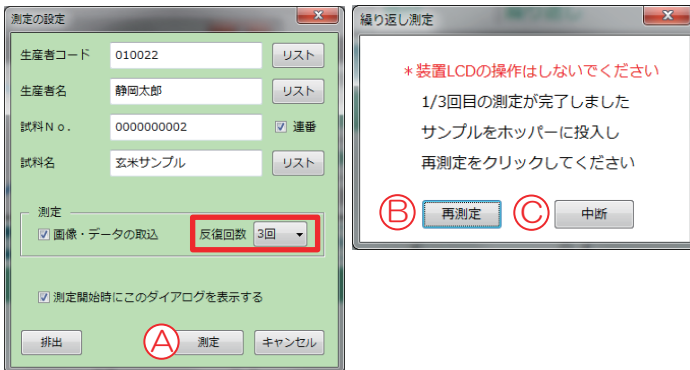 測定の設定
生産者コード 010022 リスト
生産者名 静岡太郎 リスト
試料No. 0000000002 連番
試料名 玄米サンプル リスト
測定
画像・データの取込 反復回数 3回
測定開始時にこのダイアログを表示する
排出 A 測定 キャンセル
繰り返し測定
*装置LCDの操作はしないでください
1/3回目の測定が完了しました
サンプルをホッパーに投入し
再測定をクリックしてください
B 再測定 C 中断